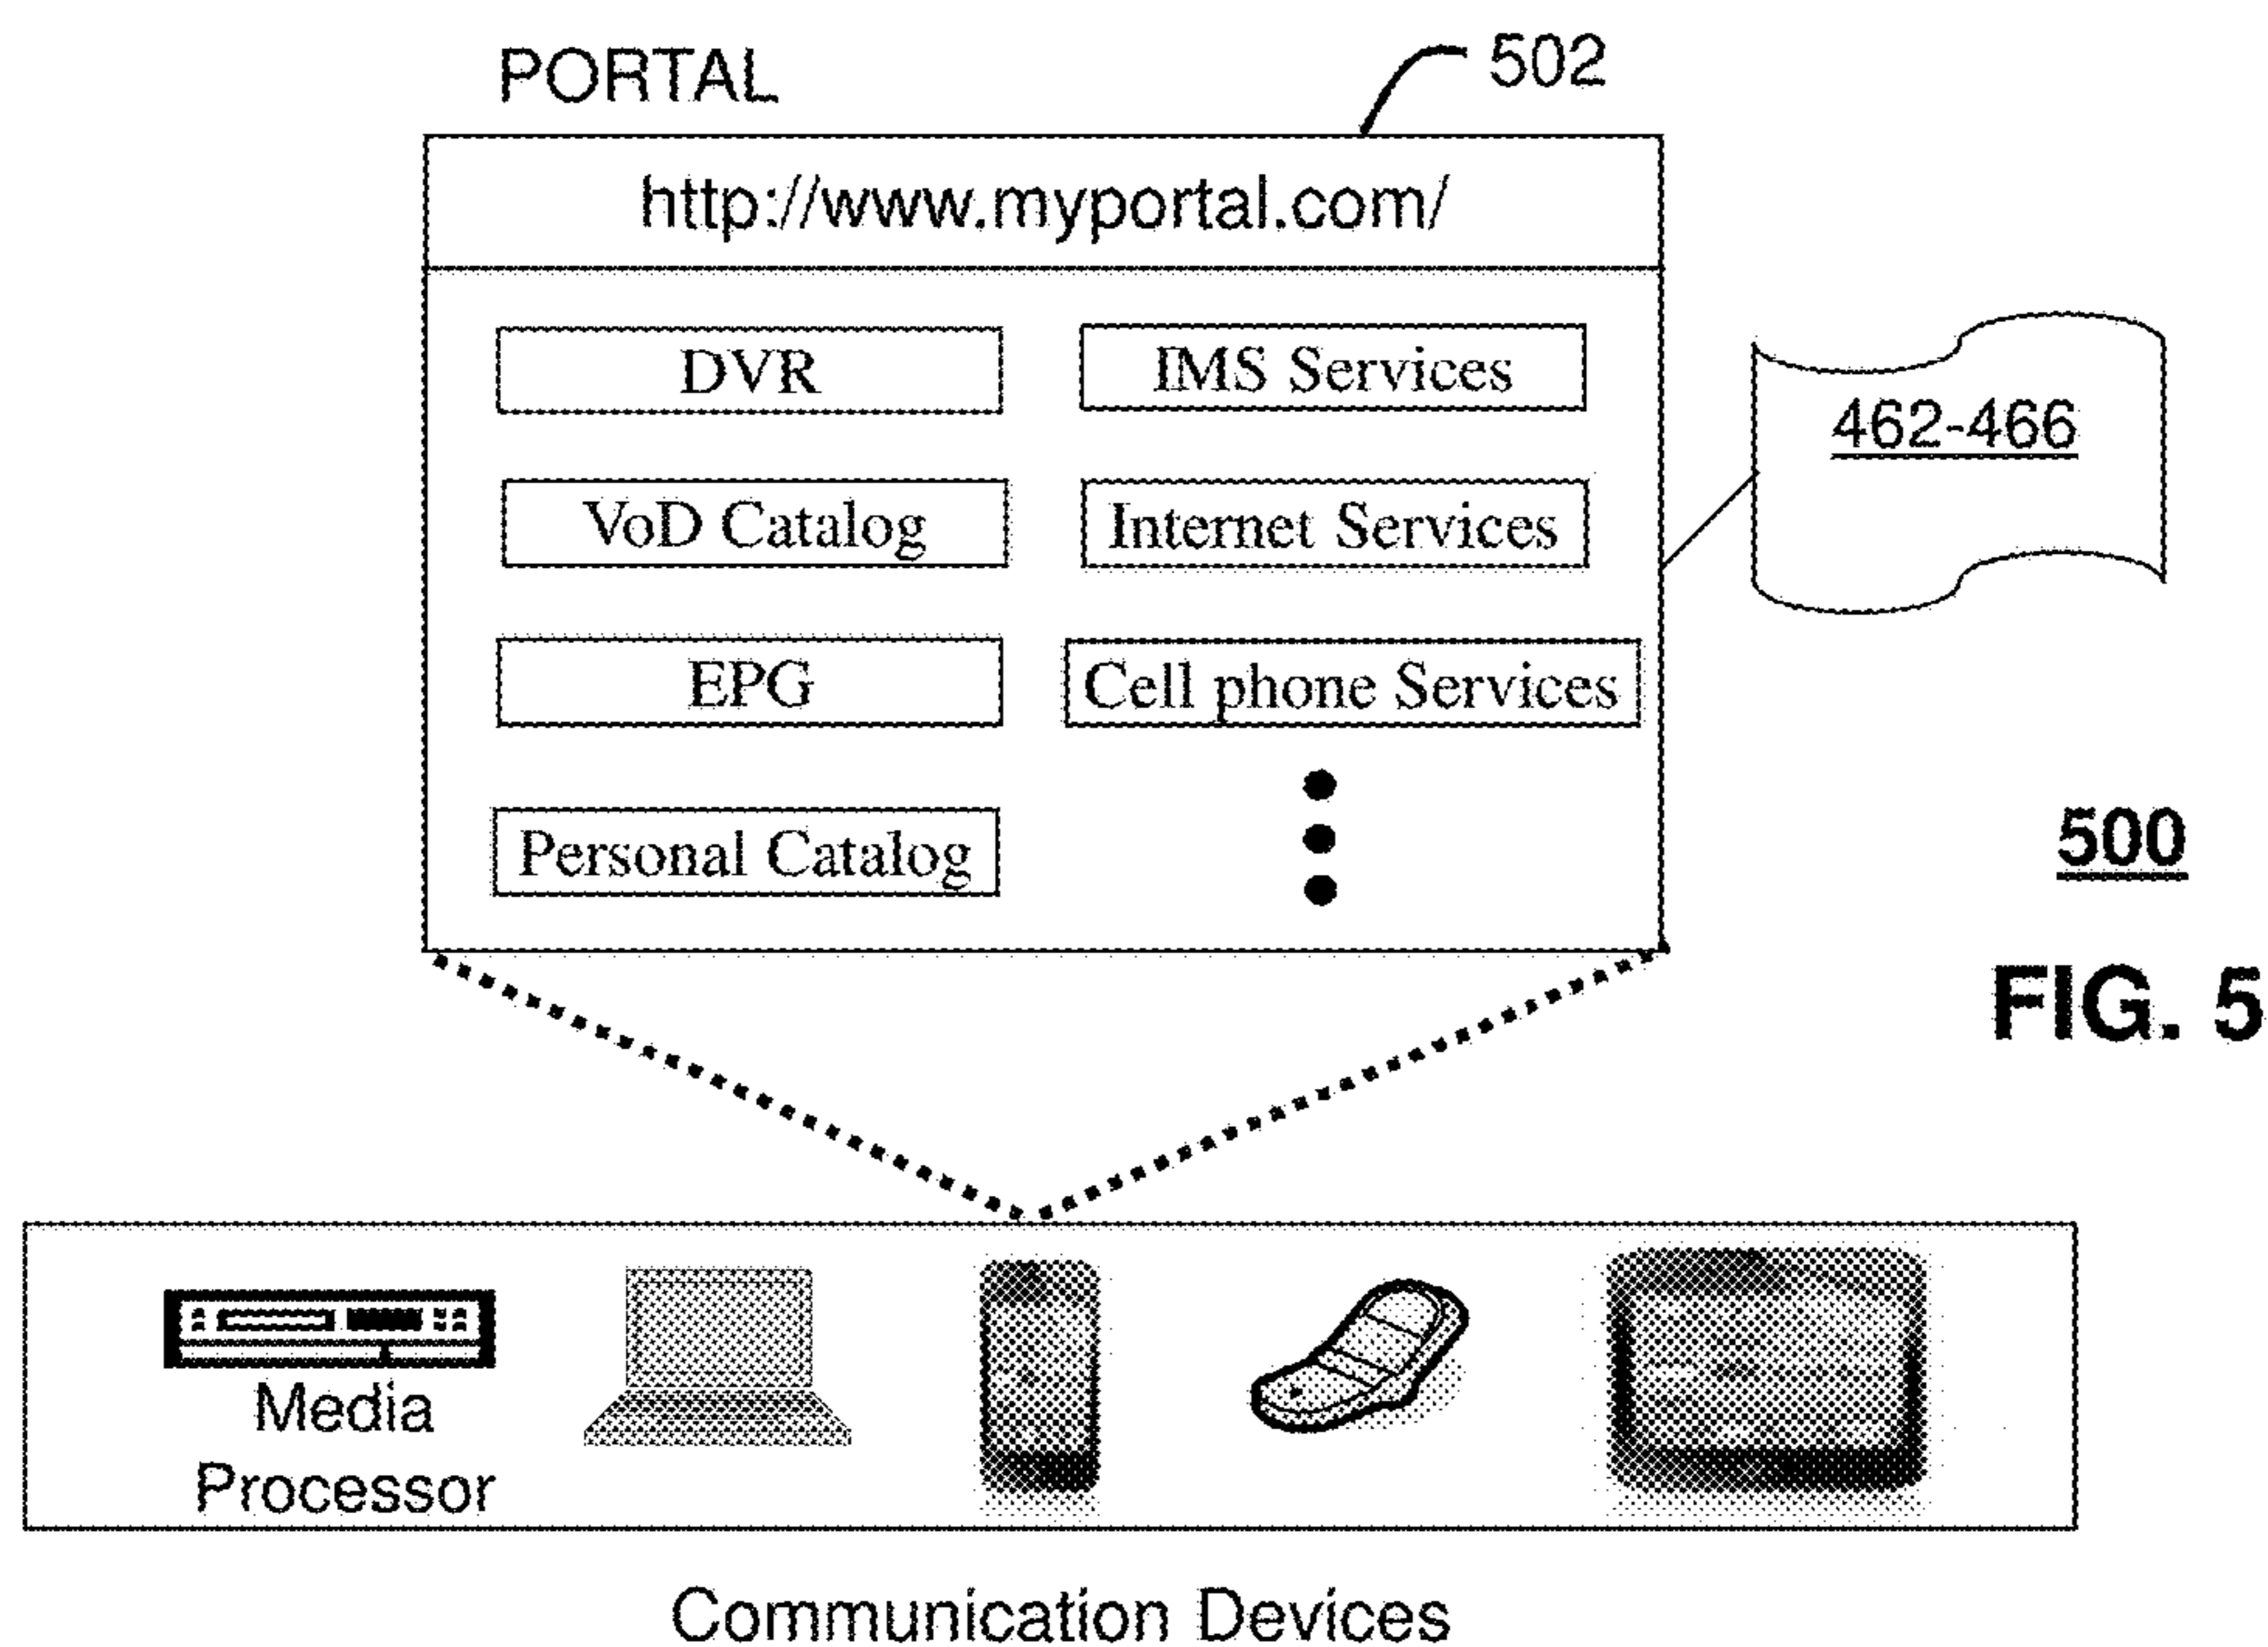 PORTAL
502
http://www.myportal.com/
DVR
IMS Services
462-466
VoD Catalog
Internet Services
EPG
Cell phone Services
Personal Catalog
500
FIG. 5
Media
Processor
Communication Devices